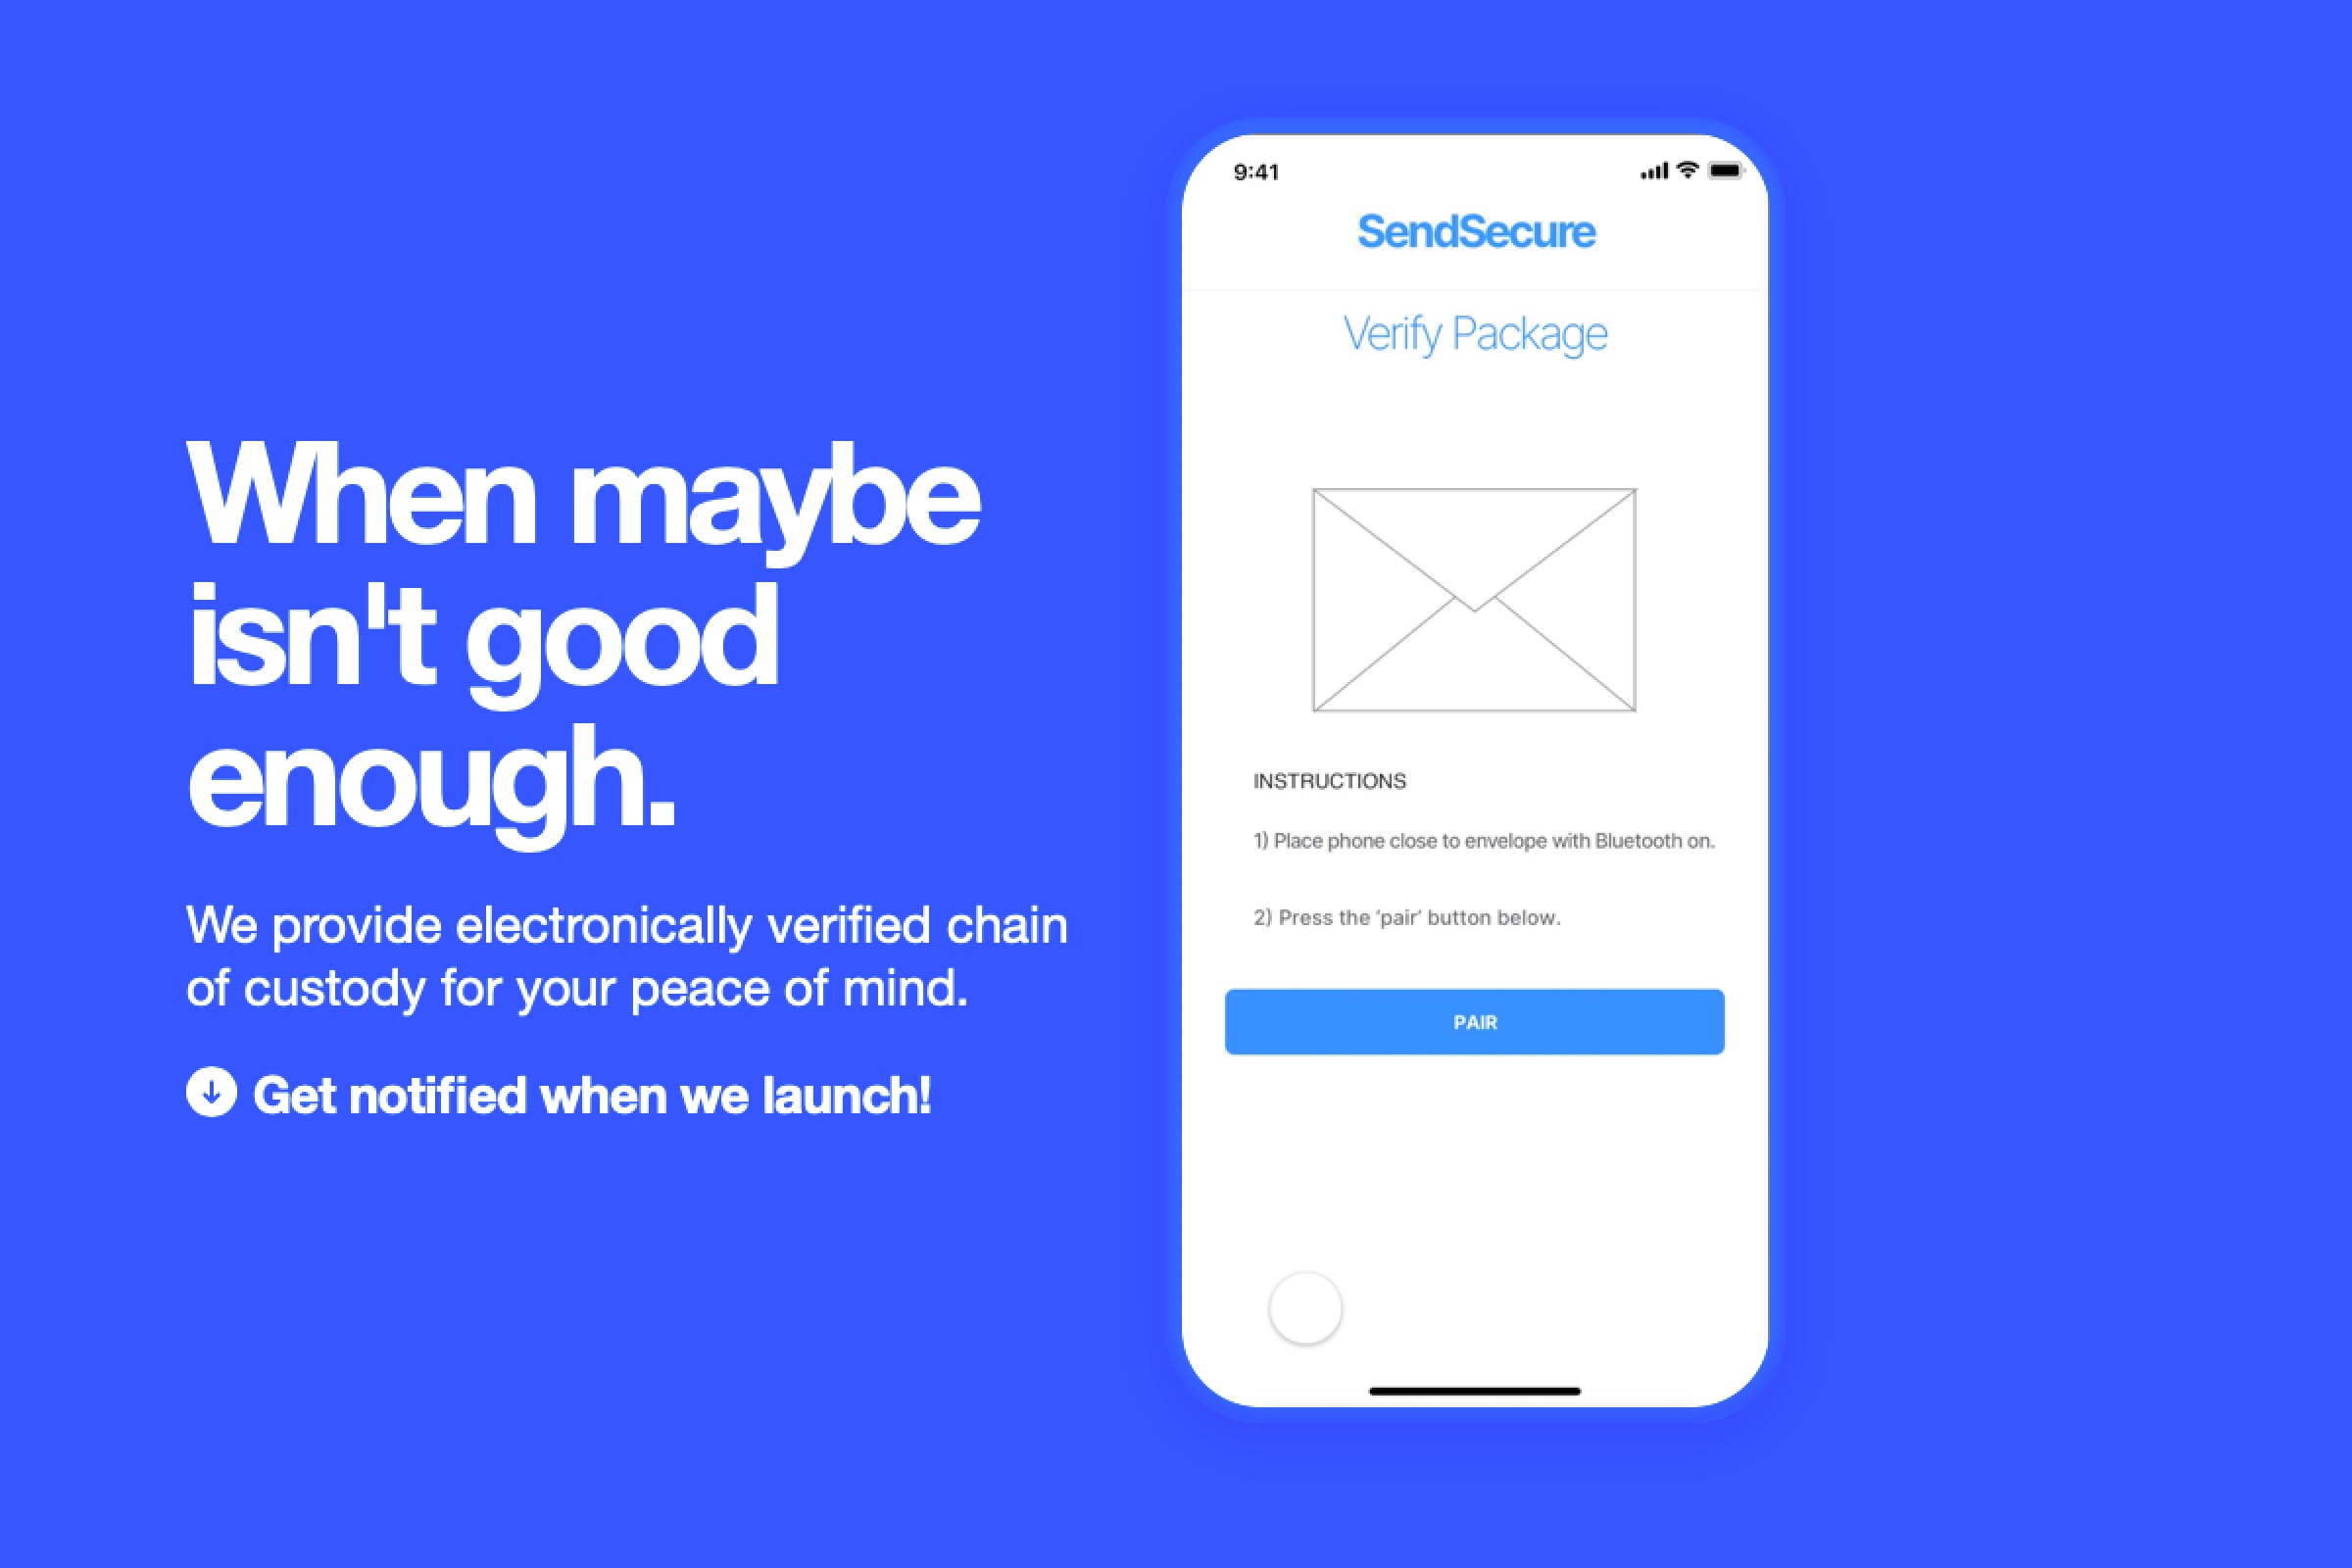 When maybe
isn't good
enough.
We provide electronically verified chain
of custody for your peace of mind.
Get notified when we launch!
9:41
SendSecure
Verify Package
INSTRUCTIONS
1) Place phone close to envelope with Bluetooth on.
2) Press the ‘pair’ button below.
PAIR